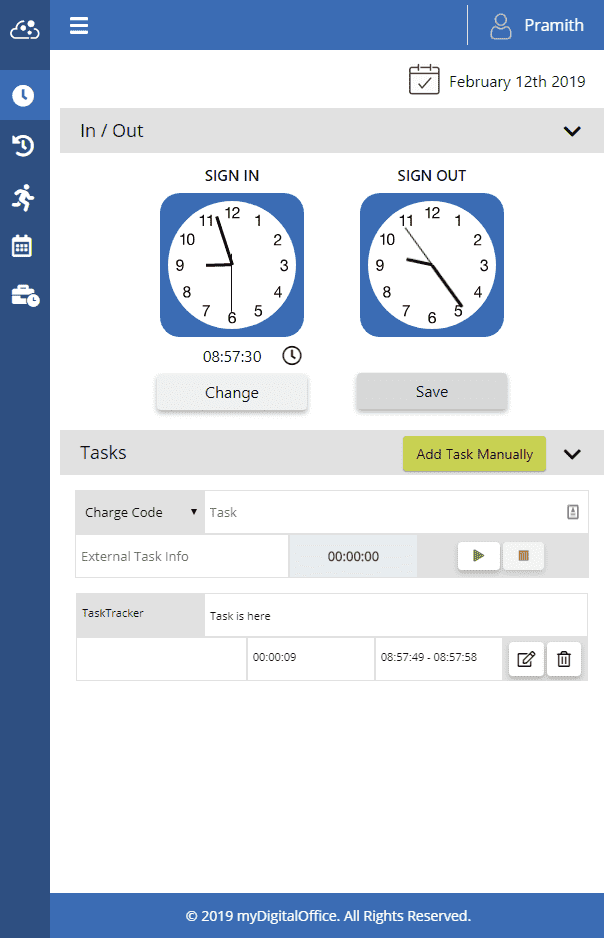 Pramith
February 12th 2019
In / Out
SIGN IN
SIGN OUT
12
1
2
3
4
5
6
7
8
9
10
11
12
1
2
3
4
5
6
7
8
9
10
11
08:57:30
Change
Save
Tasks
Add Task Manually
Charge Code
Task
External Task Info
00:00:00
TaskTracker
Task is here
00:00:09
08:57:49 - 08:57:58
© 2019 myDigitalOffice. All Rights Reserved.